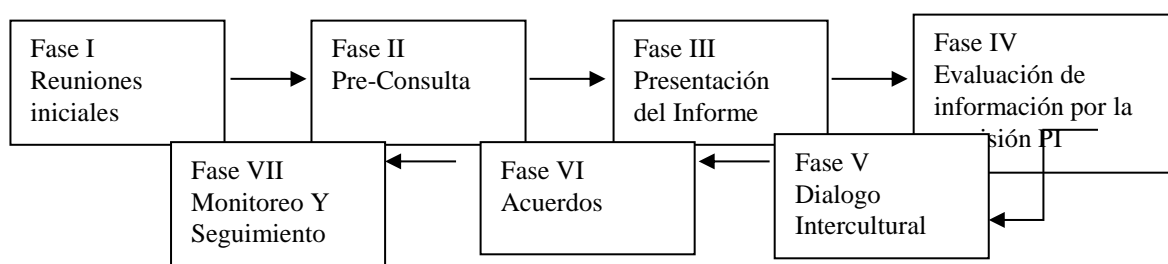 Fase I
Reuniones
iniciales
Fase II
Pre-Consulta
Fase III
Presentación
del Informe
Fase IV
Evaluación de
información por la
isión PI
Fase V
Dialogo
Intercultural
Fase VI
Acuerdos
Fase VII
Monitoreo Y
Seguimiento